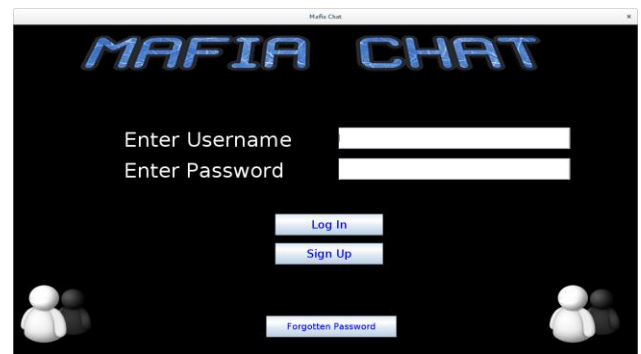 Mafia Chat
MAFIA CHAT
Enter Username
Enter Password
Log In
Sign Up
Forgotten Password